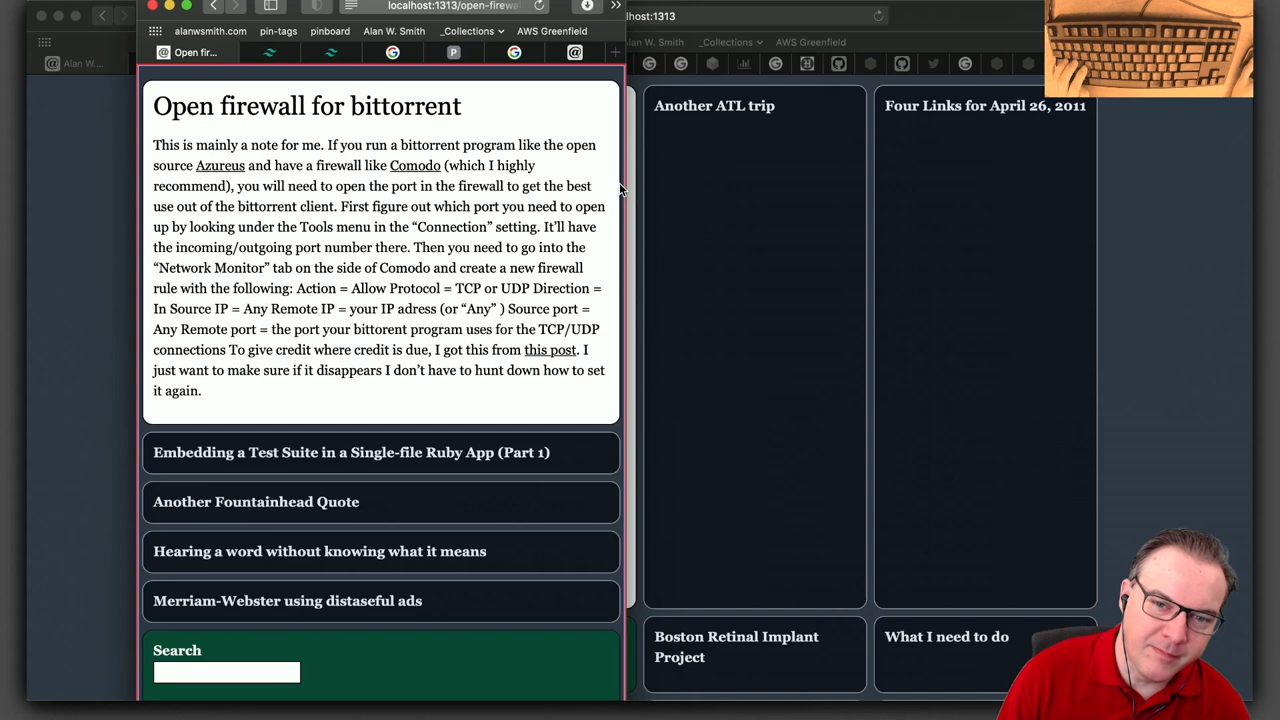 localhost:1313/open-firewa
alanwsmith.com
pin-tags
pinboard
Alan W. Smith
_Collections
AWS Greenfield
Open fir...
Open firewall for bittorrent
This is mainly a note for me. If you run a bittorrent program like the open
source Azureus and have a firewall like Comodo (which I highly
recommend), you will need to open the port in the firewall to get the best
use out of the bittorrent client. First figure out which port you need to open
up by looking under the Tools menu in the “Connection” setting. It’ll have
the incoming/outgoing port number there. Then you need to go into the
“Network Monitor” tab on the side of Comodo and create a new firewall
rule with the following: Action = Allow Protocol = TCP or UDP Direction =
In Source IP = Any Remote IP = your IP adress (or “Any” ) Source port =
Any Remote port = the port your bittorent program uses for the TCP/UDP
connections To give credit where credit is due, I got this from this post. I
just want to make sure if it disappears I don’t have to hunt down how to set
it again.
Embedding a Test Suite in a Single-file Ruby App (Part 1)
Another Fountainhead Quote
Hearing a word without knowing what it means
Merriam-Webster using distaseful ads
Search
lhost:1313
an W. Smith
_Collections
AWS Greenfield
Alan W....
Another ATL trip
Four Links for April 26, 2011
Boston Retinal Implant
Project
What I need to do